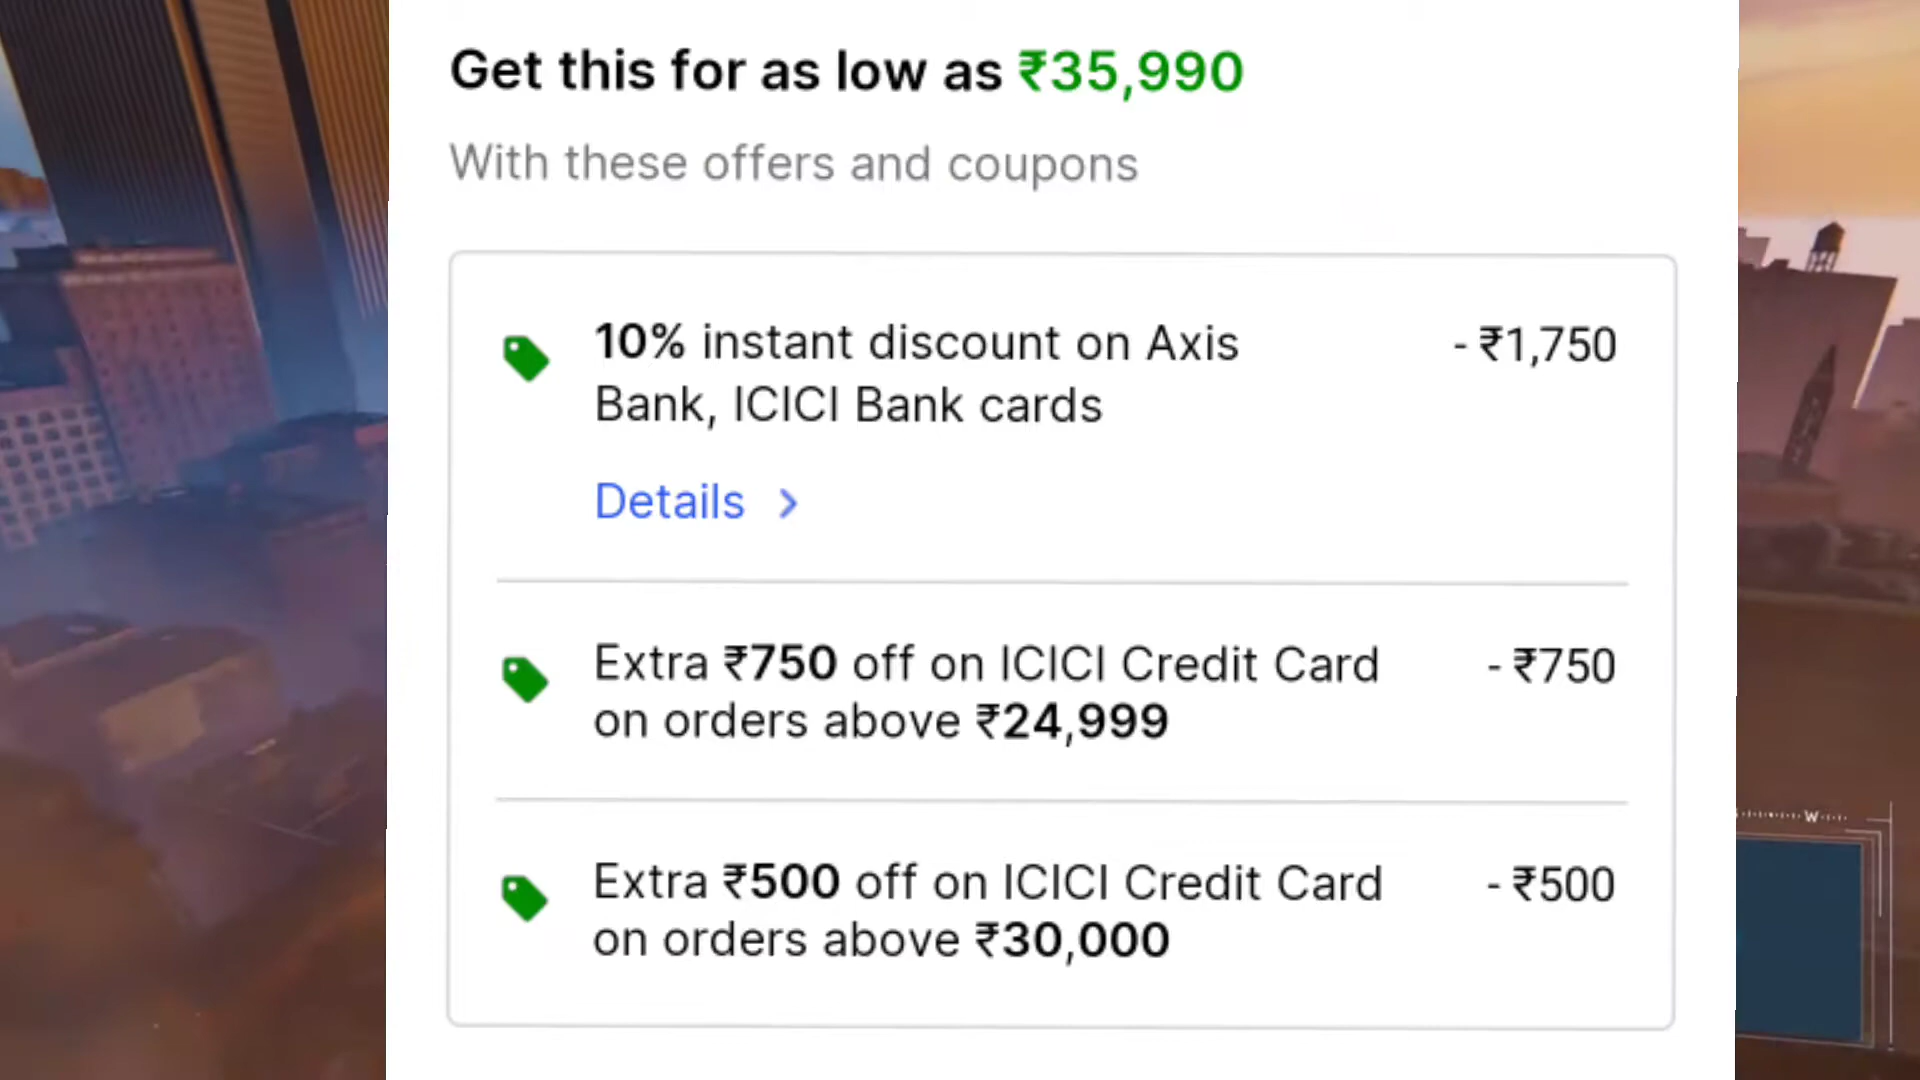 Get this for as low as ₹35,990
With these offers and coupons
10% instant discount on Axis
Bank, ICICI Bank cards
- ₹1,750
Details >
Extra ₹750 off on ICICI Credit Card
on orders above ₹24,999
- ₹750
Extra ₹500 off on ICICI Credit Card
on orders above ₹30,000
- ₹500
W